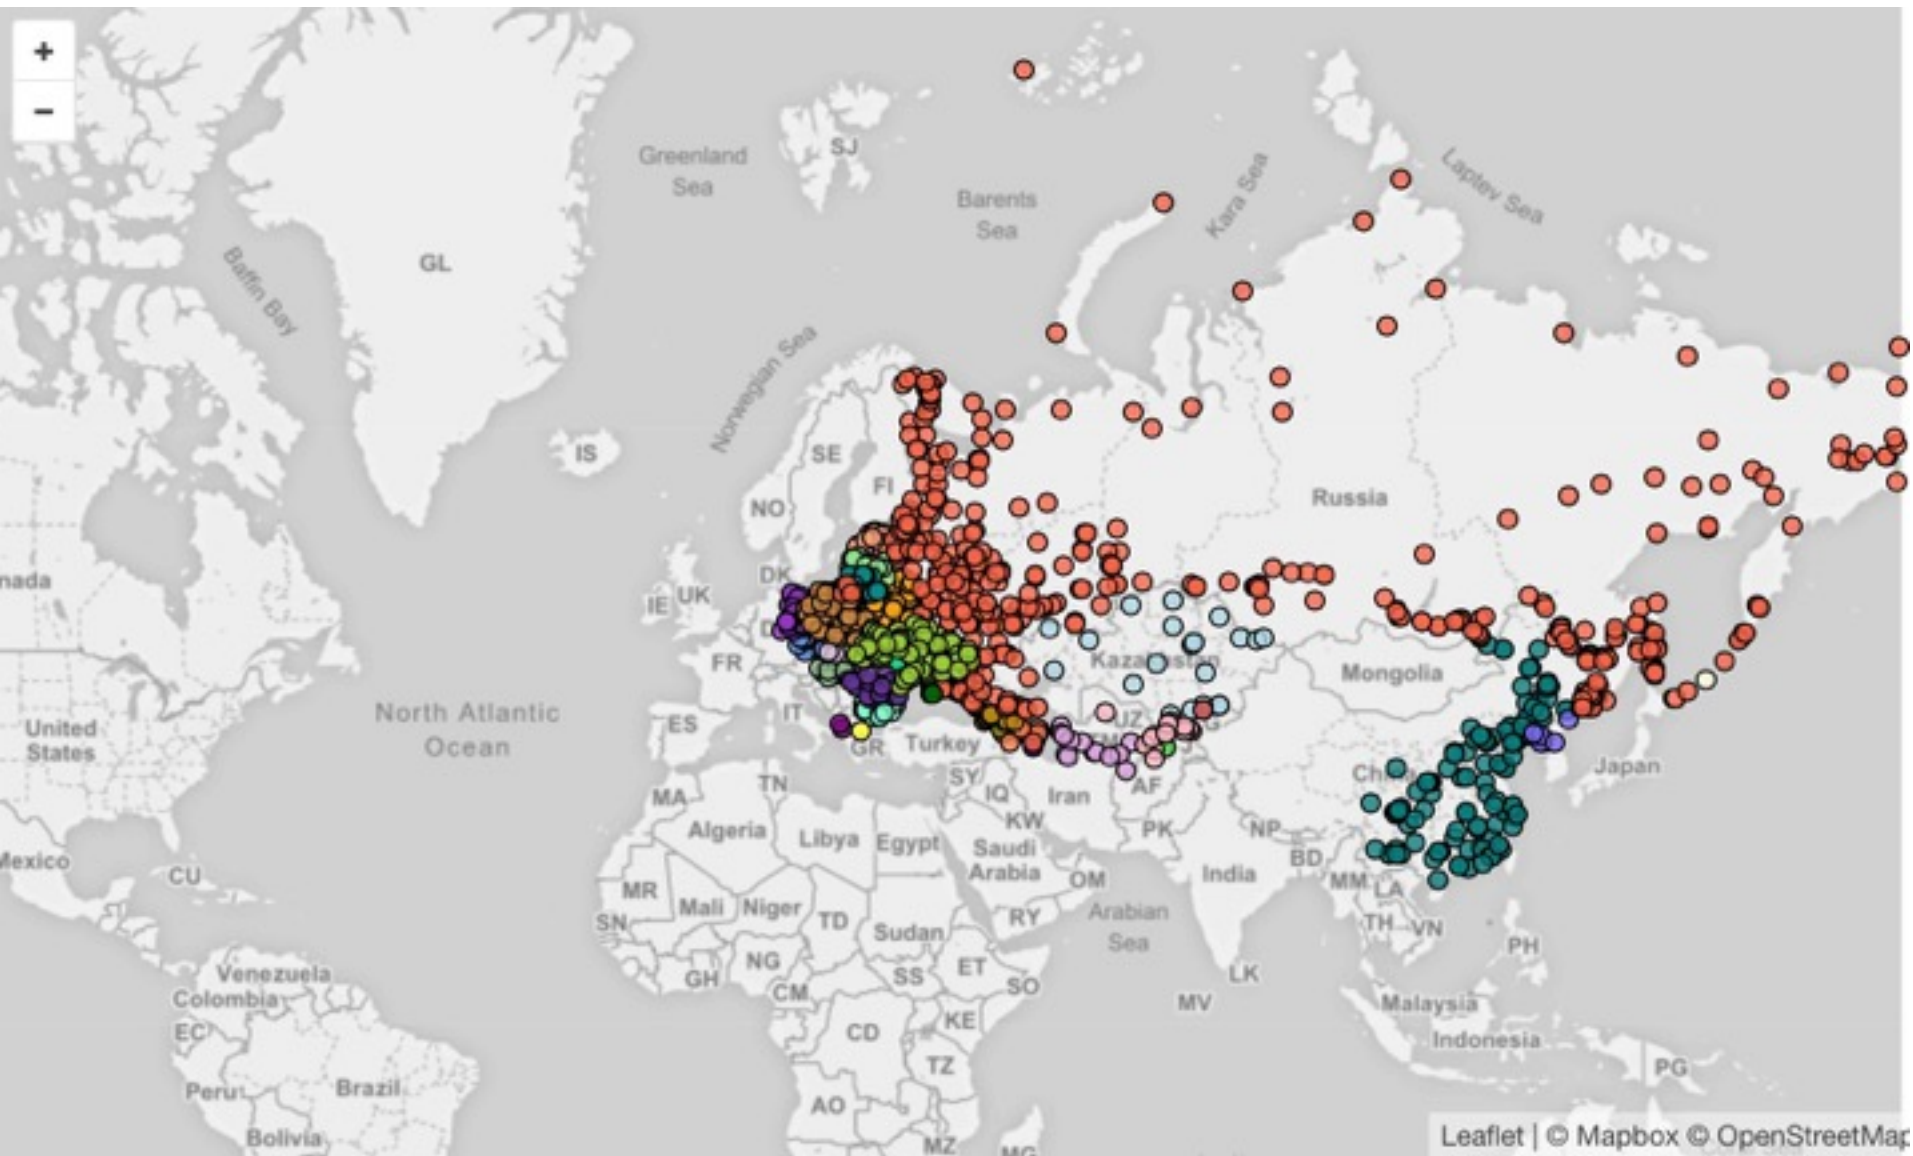 +
−
SJ
Greenland
Sea
Barents
Sea
Kara Sea
Laptev Sea
GL
Baffin Bay
Norwegian Sea
IS
SE
FI
NO
Russia
nada
DK
IE
UK
FR
Kazakhstan
Mongolia
North Atlantic
Ocean
United
States
ES
IT
UZ
GR
Turkey
Japan
China
TN
SY
AF
MA
IQ
Iran
KW
PK
NP
Algeria
Libya
Egypt
Saudi
Arabia
BD
Mexico
CU
India
OM
MM
LA
MR
Mali
Niger
TD
Sudan
RY
Arabian
Sea
SN
TH
VN
PH
NG
SS
ET
Venezuela
GH
SO
LK
Colombia
CM
MV
Malaysia
EC
CD
KE
Indonesia
TZ
PG
Peru
Brazil
AO
Bolivia
MZ
MG
Leaflet | © Mapbox © OpenStreetMap